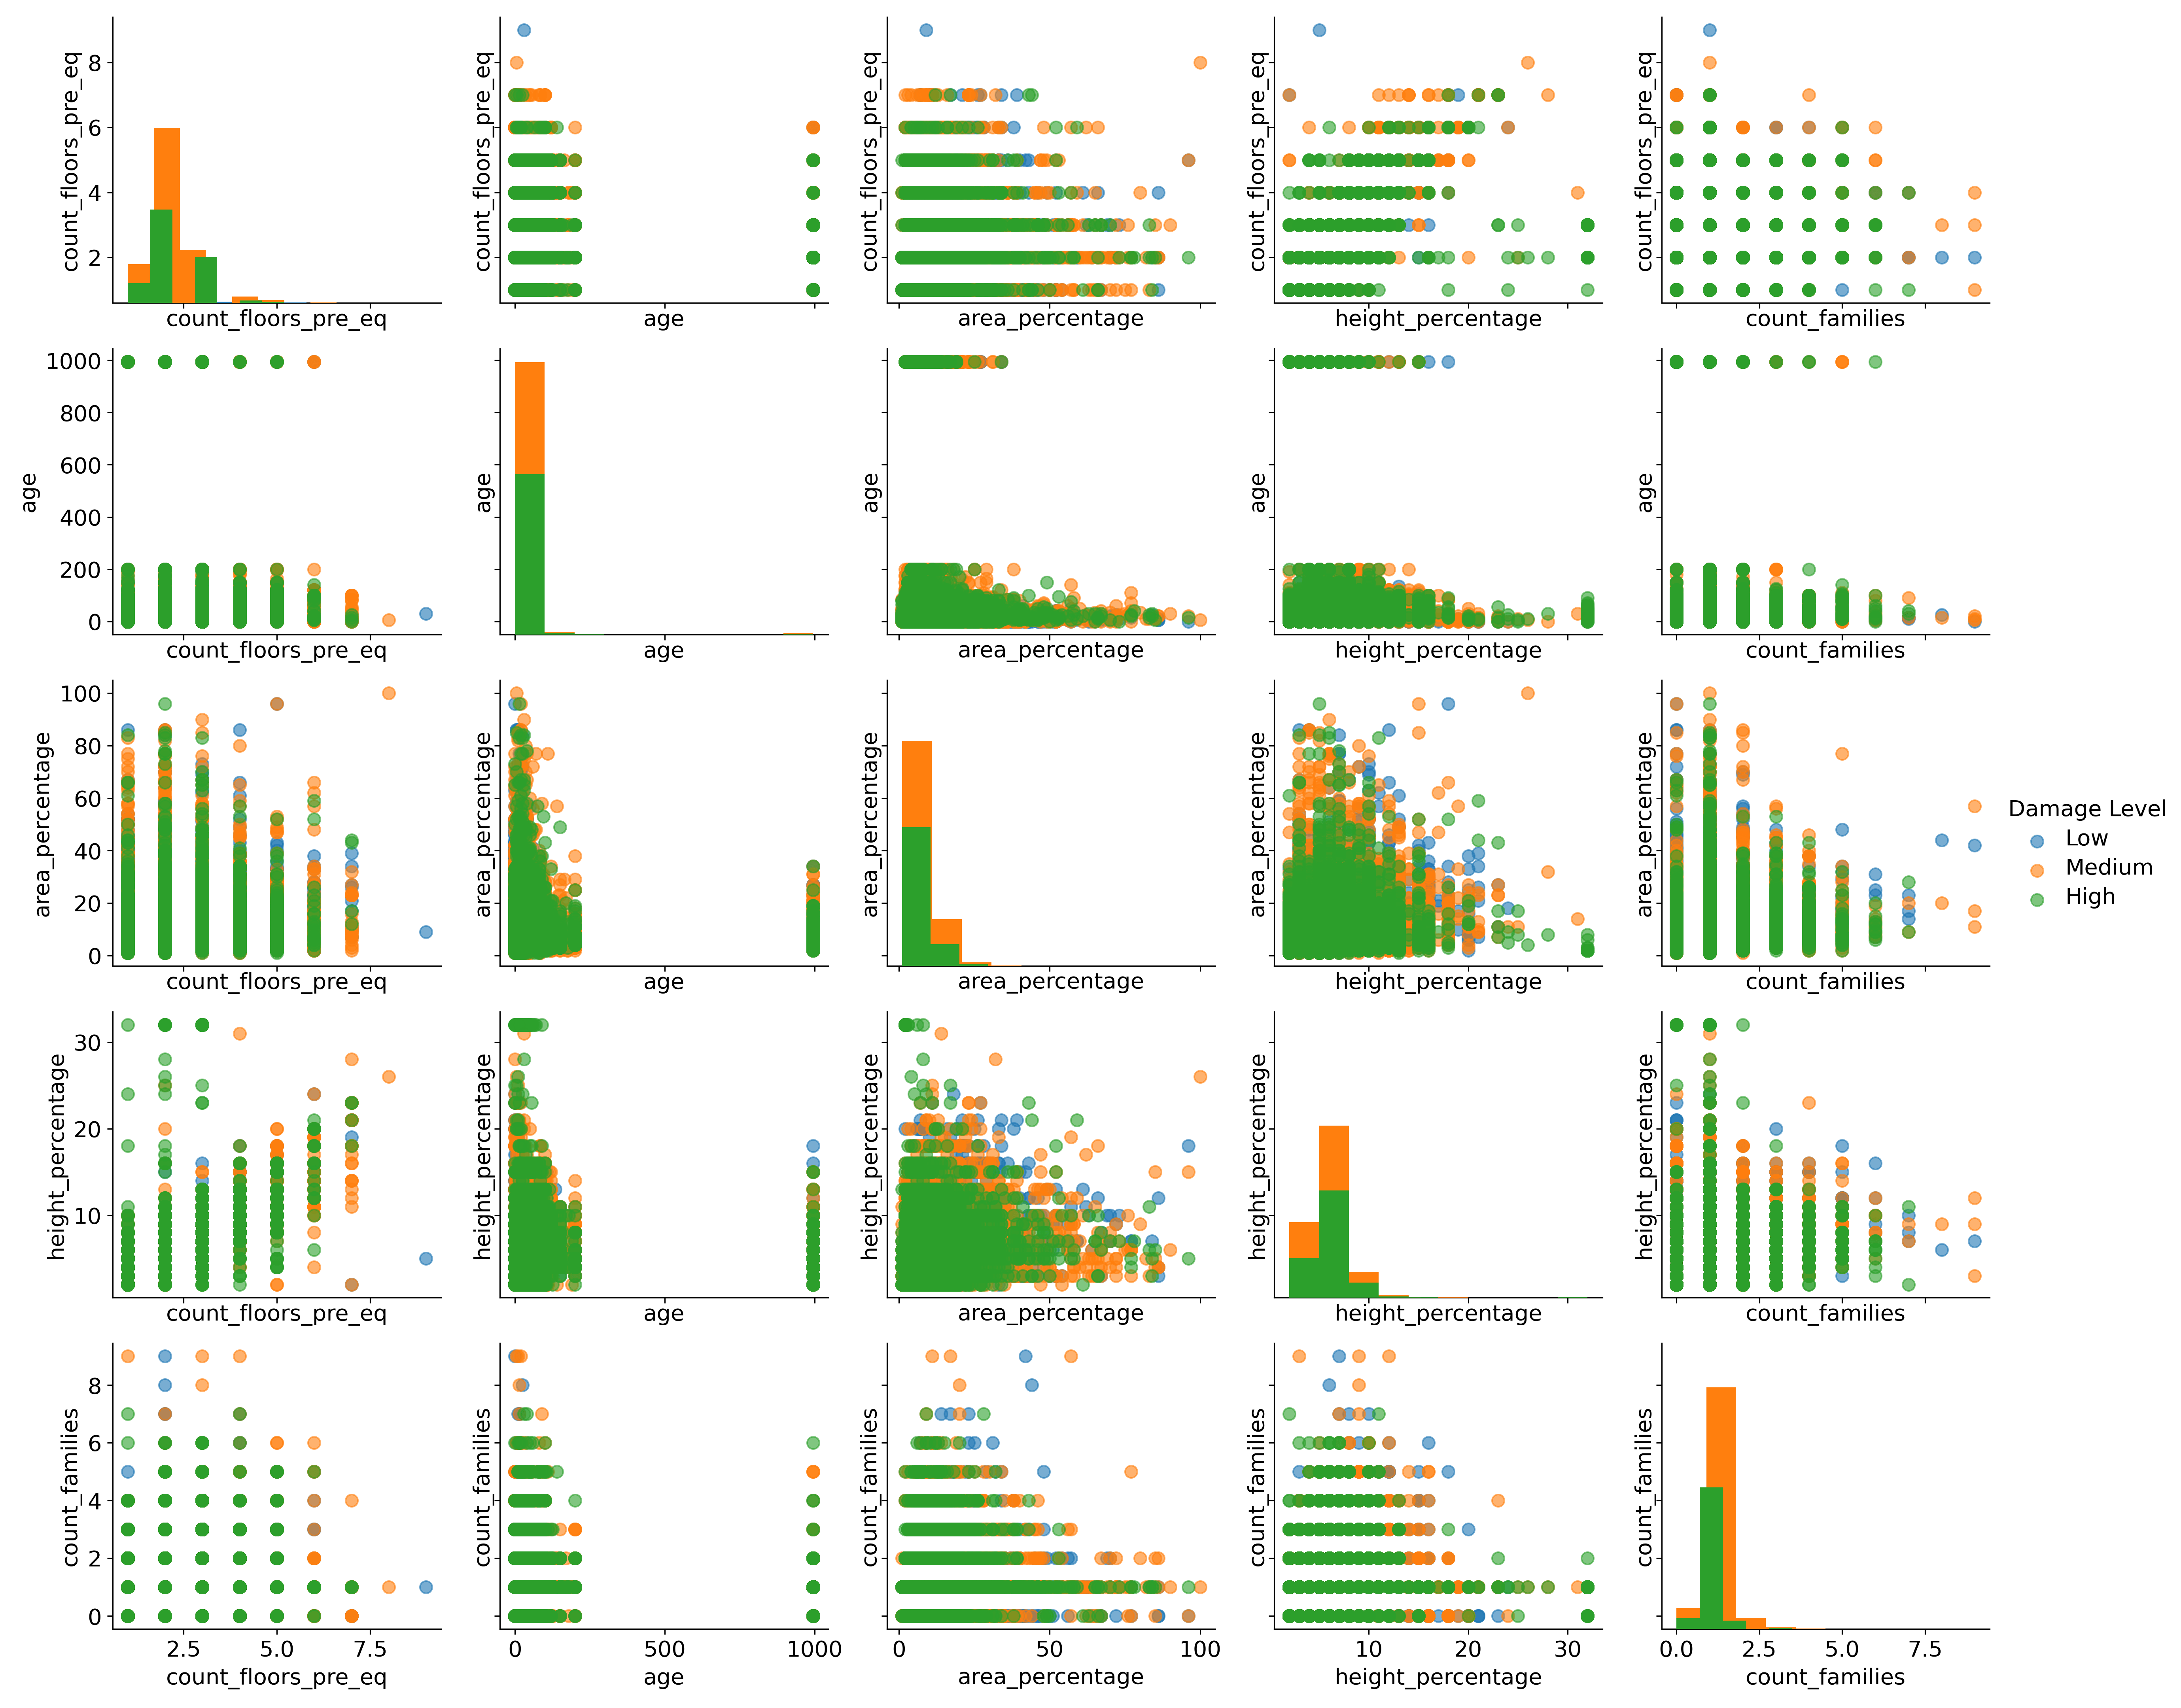 count_floors_pre_eq
8
6
4
2
count_floors_pre_eq
count_floors_pre_eq
age
count_floors_pre_eq
area_percentage
count_floors_pre_eq
height_percentage
count_floors_pre_eq
count_families
age
1000
800
600
400
200
0
count_floors_pre_eq
age
age
age
area_percentage
age
height_percentage
age
count_families
area_percentage
100
80
60
40
20
0
count_floors_pre_eq
area_percentage
age
area_percentage
area_percentage
area_percentage
height_percentage
area_percentage
count_families
Damage Level
Low
Medium
High
height_percentage
30
20
10
count_floors_pre_eq
height_percentage
age
height_percentage
area_percentage
height_percentage
height_percentage
height_percentage
count_families
count_families
8
6
4
2
0
2.5 5.0 7.5
count_floors_pre_eq
count_families
0 500 1000
age
count_families
0 50 100
area_percentage
count_families
10 20 30
height_percentage
count_families
0.0 2.5 5.0 7.5
count_families